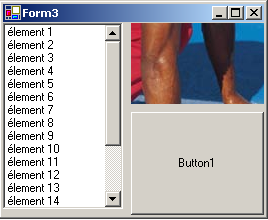 Form3
élement 1
élement 2
élement 3
élement 4
élement 5
élement 6
élement 7
élement 8
élement 9
élement 10
élement 11
élement 12
élement 13
élement 14
Button1